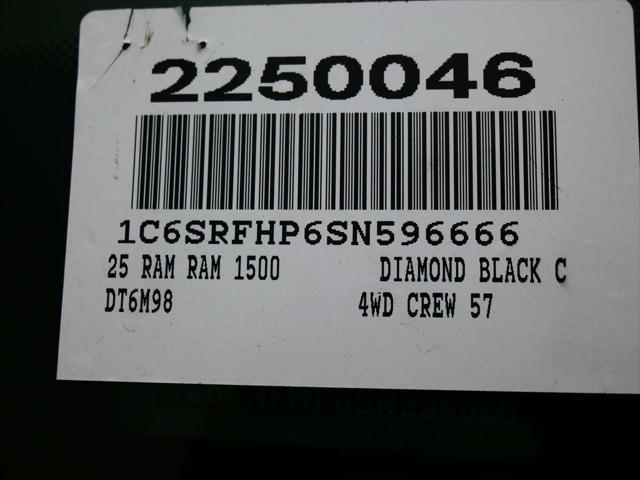 2250046
1C6SRFHP6SN596666
25 RAM RAM 1500 DIAMOND BLACK C
DT6M98 4WD CREW 57